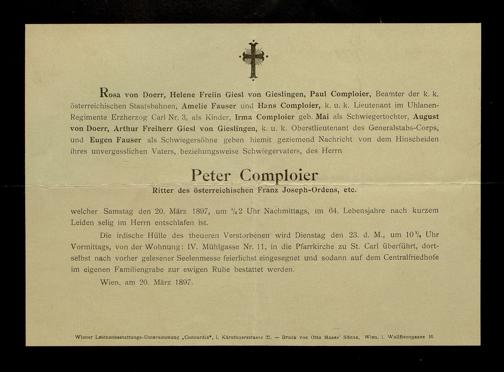 Rosa von Doerr, Helene Freiin Giesl von Gieslingen, Paul Comploier, Beamter der k. k.
österreichischen Staatsbahnen, Amelie Fauser und Hans Comploier, k. u. k. Lieutenant im Uhlanen-
Regimente Erzherzog Carl Nr. 3, als Kinder, Irma Comploier geb. Mai als Schwiegertochter, August
von Doerr, Arthur Freiherr Giesl von Gieslingen, k. u. k. Oberstlieutenant des Generalstabs-Corps,
und Eugen Fauser als Schwiegersöhne geben hiemit geziemend Nachricht von dem Hinscheiden
ihres unvergesslichen Vaters, beziehungsweise Schwiegervaters, des Herrn
Peter Comploier
Ritter des österreichischen Franz Joseph-Ordens, etc.
welcher Samstag den 20. März 1897, um 2 Uhr Nachmittags, im 64. Lebensjahre nach kurzem
Leiden selig im Herrn entschlafen ist.
Die irdische Hülle des theueren Verstorbenen wird Dienstag den 23. d. M., um 10 Uhr
Vormittags, von der Wohnung: IV. Mühlgasse Nr. 11, in die Pfarrkirche zu St. Carl überführt, dort-
selbst nach vorher gelesener Seelenmesse feierlichst eingesegnet und sodann auf dem Centralfriedhofe
im eigenen Familiengrabe zur ewigen Ruhe bestattet werden.
Wien, am 20. März 1897.
Wiener Leichenbestattungs-Unternehmung „Concordia", I. Kärntnerstrasse — Druck von Otto Maass' Söhne, Wien, I. Wallfischgasse 10.